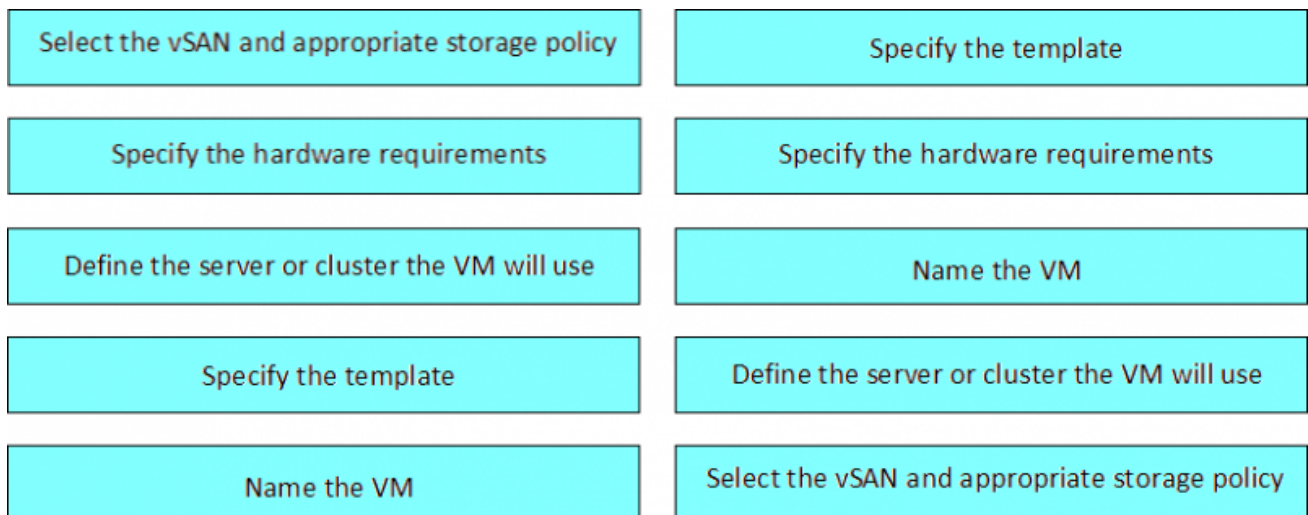 Select the vSAN and appropriate storage policy
Specify the template
Specify the hardware requirements
Specify the hardware requirements
Define the server or cluster the VM will use
Name the VM
Specify the template
Define the server or cluster the VM will use
Name the VM
Select the vSAN and appropriate storage policy